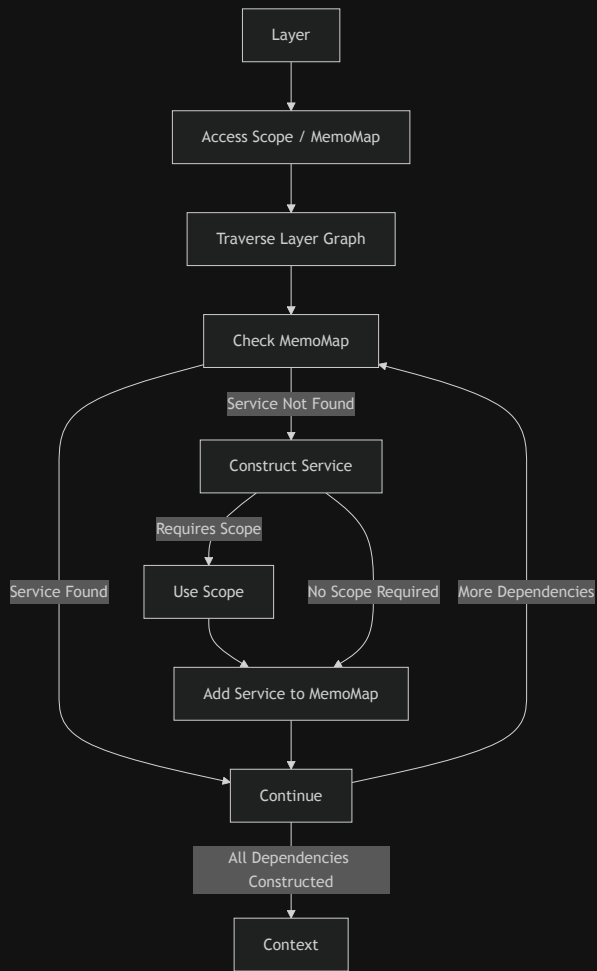 Layer
Access Scope / MemoMap
Traverse Layer Graph
Check MemoMap
Service Not Found
Construct Service
Requires Scope
Service Found
Use Scope
No Scope Required
More Dependencies
Add Service to MemoMap
Continue
All Dependencies
Constructed
Context